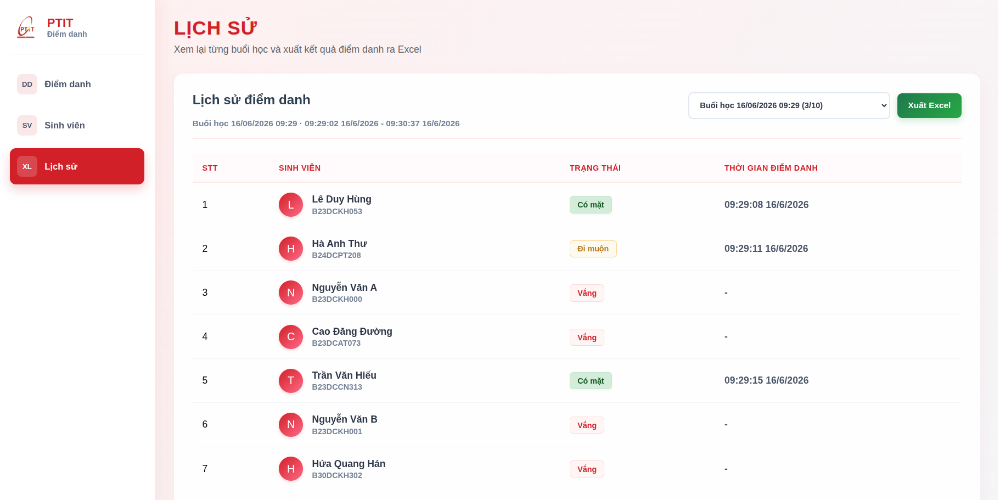 PTIT
PTIT
Điểm danh
DD Điểm danh
SV Sinh viên
XL Lịch sử
LỊCH SỬ
Xem lại từng buổi học và xuất kết quả điểm danh ra Excel
Lịch sử điểm danh
Buổi học 16/06/2026 09:29 (3/10)
Xuất Excel
Buổi học 16/06/2026 09:29 · 09:29:02 16/6/2026 - 09:30:37 16/6/2026
STT SINH VIÊN TRẠNG THÁI THỜI GIAN ĐIỂM DANH
1 L Lê Duy Hùng Có mặt 09:29:08 16/6/2026
B23DCKH053
2 H Hà Anh Thư Đi muộn 09:29:11 16/6/2026
B24DCPT208
3 N Nguyễn Văn A Vắng -
B23DCKH000
4 C Cao Đăng Đường Vắng -
B23DCAT073
5 T Trần Văn Hiếu Có mặt 09:29:15 16/6/2026
B23DCCN313
6 N Nguyễn Văn B Vắng -
B23DCKH001
7 H Hứa Quang Hán Vắng -
B30DCKH302